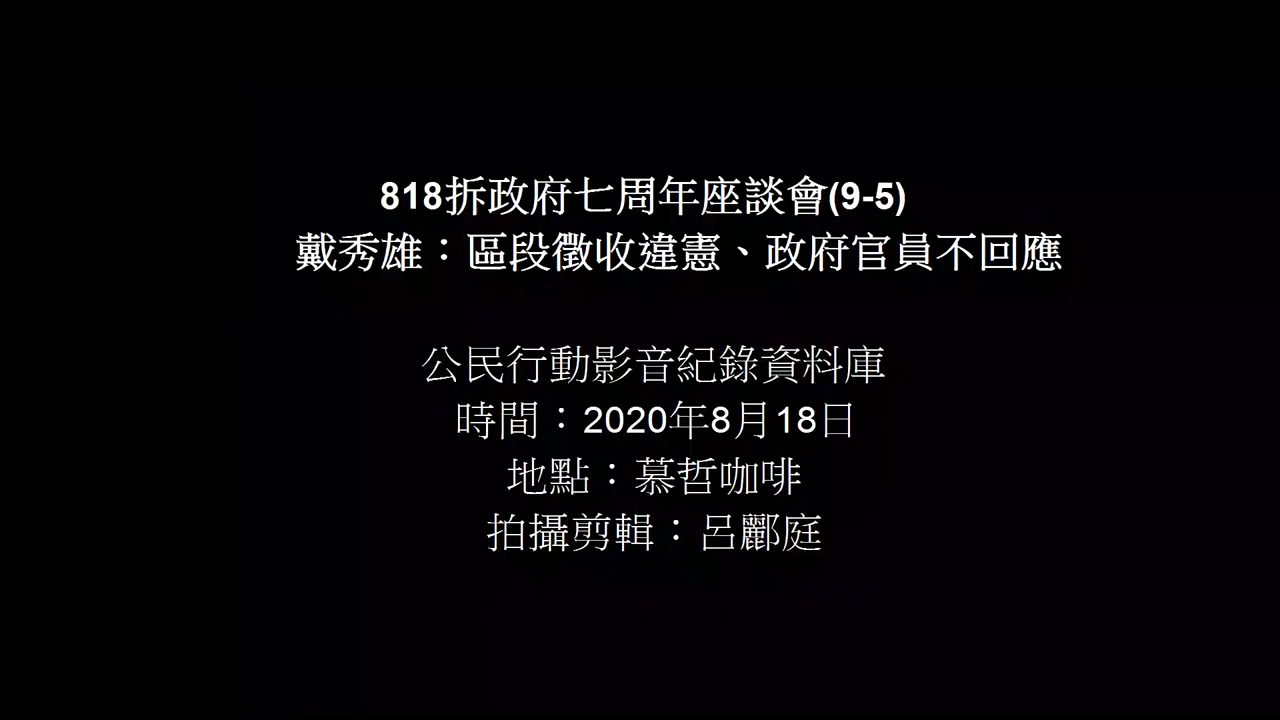 818拆政府七周年座談會(9-5)
戴秀雄：區段徵收違憲、政府官員不回應
公民行動影音紀錄資料庫
時間：2020年8月18日
地點：慕哲咖啡
拍攝剪輯：呂酈庭